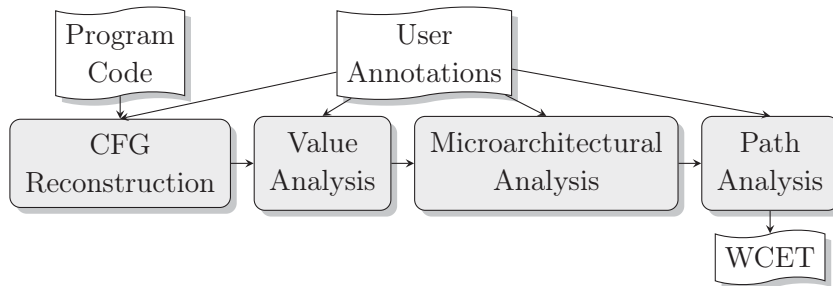 Program
Code
User
Annotations
CFG
Reconstruction
Value
Analysis
Microarchitectural
Analysis
Path
Analysis
WCET